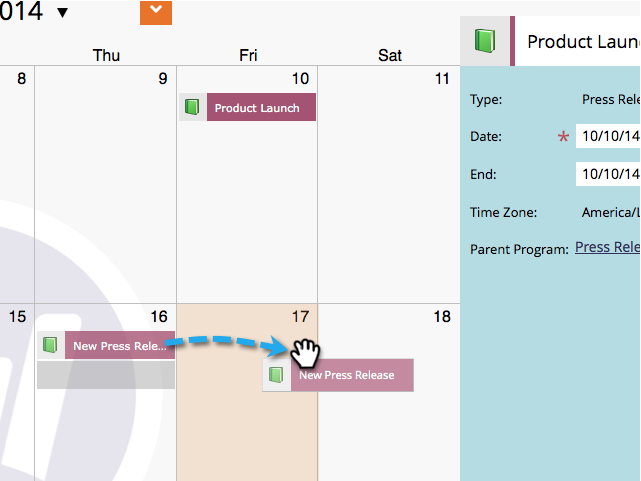 014
Thu Fri Sat
8 9 10 11
Product Launch
15 16 17 18
New Press Rele...
New Press Release
Product Laun
Type: Press Rele
Date: * 10/10/14
End: 10/10/14
Time Zone: America/L
Parent Program: Press Rele